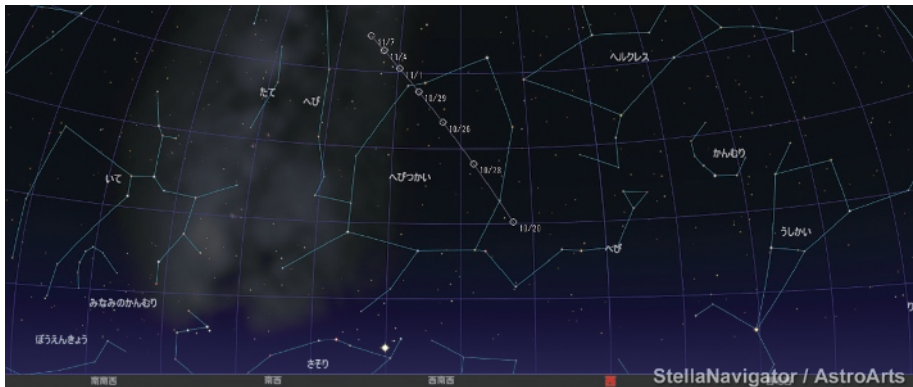 ヘルクレス
11/7
11/4
11/1
たて
へび
10/29
10/26
かんむり
いて
へびつかい
10/23
10/20
うしかい
へび
みなみのかんむり
り
ぼうえんきょう
さそり
南南西
南西
西南西
西
StellaNavigator / AstroArts